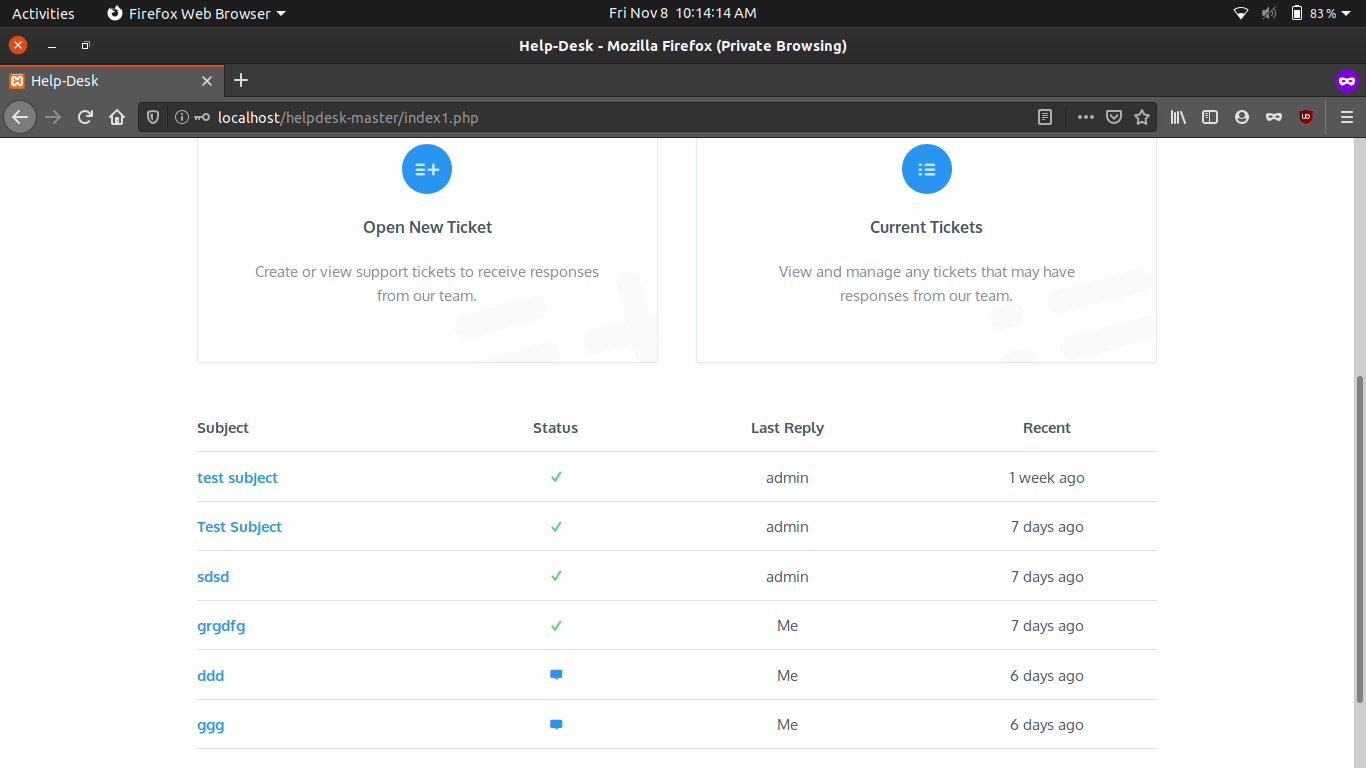 Activities Firefox Web Browser Fri Nov 8 10:14:14 AM 83 %
Help-Desk - Mozilla Firefox (Private Browsing)
Help-Desk
localhost/helpdesk-master/index1.php
Open New Ticket
Create or view support tickets to receive responses
from our team.
Current Tickets
View and manage any tickets that may have
responses from our team.
Subject Status Last Reply Recent
test subject admin 1 week ago
Test Subject admin 7 days ago
sdsd admin 7 days ago
grgdfg Me 7 days ago
ddd Me 6 days ago
ggg Me 6 days ago